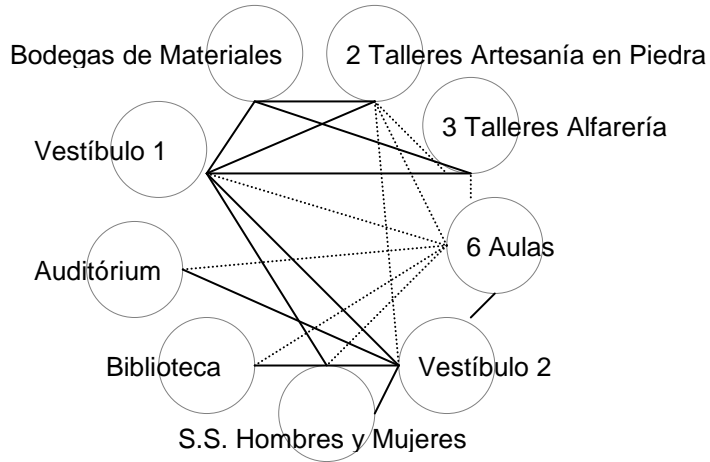 Bodegas de Materiales
2 Talleres Artesanía en Piedra
3 Talleres Alfarería
Vestíbulo 1
6 Aulas
Auditórium
Biblioteca
Vestíbulo 2
S.S. Hombres y Mujeres